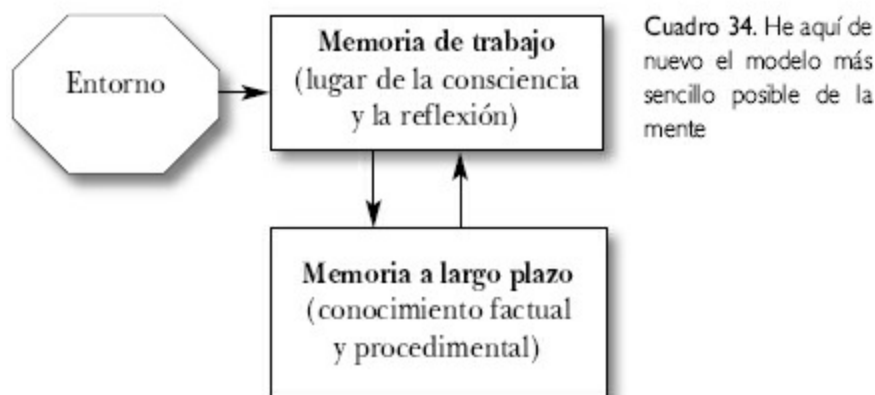 Entorno
Memoria de trabajo
(lugar de la consciencia
y la reflexión)
Cuadro 34. He aquí de
nuevo el modelo más
sencillo posible de la
mente
Memoria a largo plazo
(conocimiento factual
y procedimental)